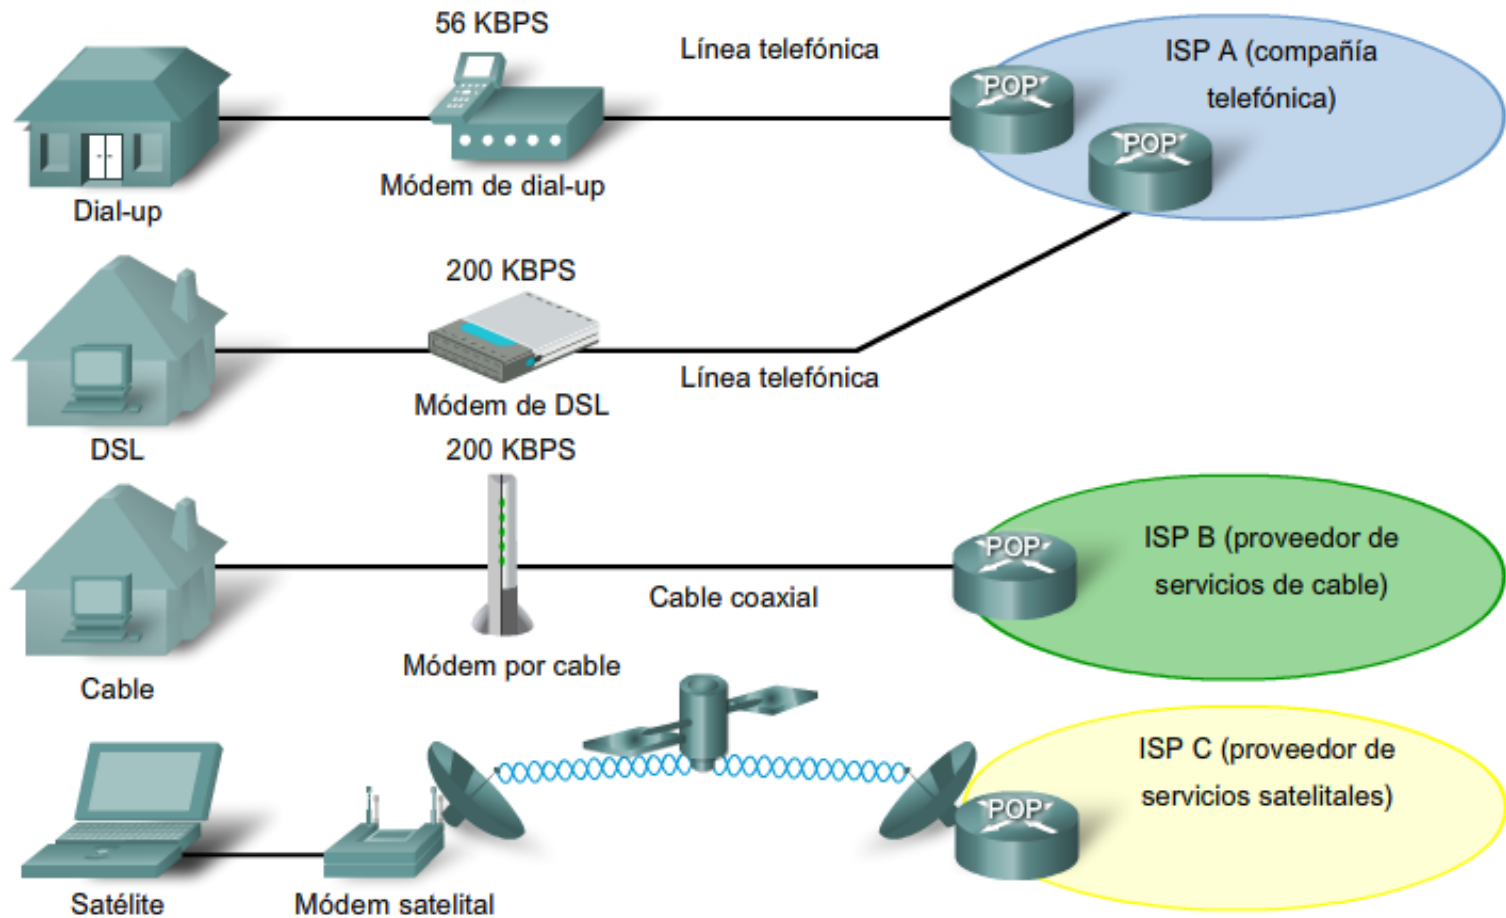 56 KBPS
Línea telefónica
ISP A (compañía
telefónica)
POP
POP
Módem de dial-up
Dial-up
200 KBPS
Línea telefónica
Módem de DSL
DSL
200 KBPS
ISP B (proveedor de
servicios de cable)
POP
Cable coaxial
Módem por cable
Cable
ISP C (proveedor de
servicios satelitales)
POP
Satélite
Módem satelital